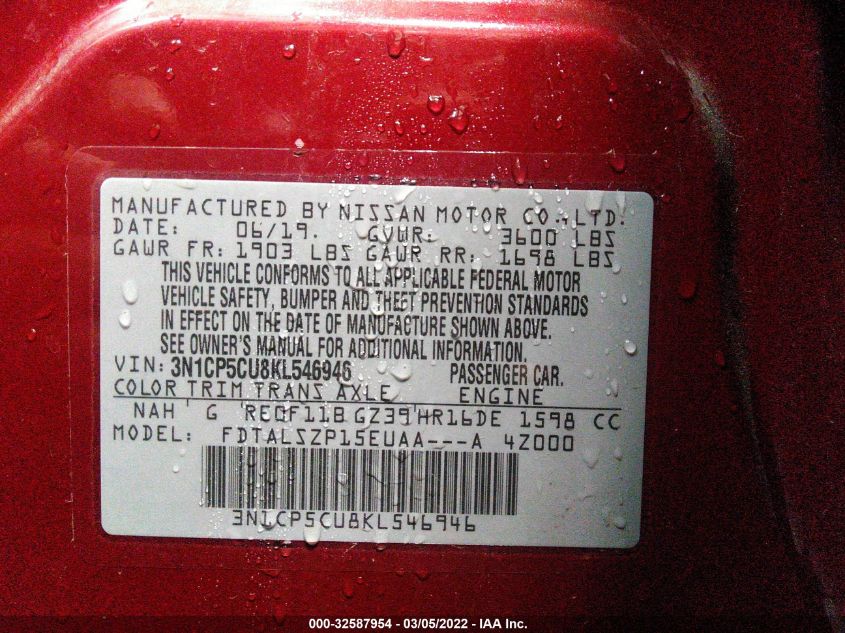 MANUFACTURED BY NISSAN MOTOR CO.,LTD.
DATE: 06/19. GVWR: 3600 LBS
GAWR FR: 1903 LBS GAWR RR: 1698 LBS
THIS VEHICLE CONFORMS TO ALL APPLICABLE FEDERAL MOTOR
VEHICLE SAFETY, BUMPER AND THEFT PREVENTION STANDARDS
IN EFFECT ON THE DATE OF MANUFACTURE SHOWN ABOVE.
SEE OWNER'S MANUAL FOR ADDITIONAL INFORMATION.
VIN: 3N1CP5CU8KL546946 PASSENGER CAR.
COLOR TRIM TRANS AXLE ENGINE
NAH G RE0F11B GZ39 HR16DE 1598 CC
MODEL: FDTALSZP15EUAA---A 4Z000
3N1CP5CU8KL546946
000-32587954 - 03/05/2022 - IAA Inc.